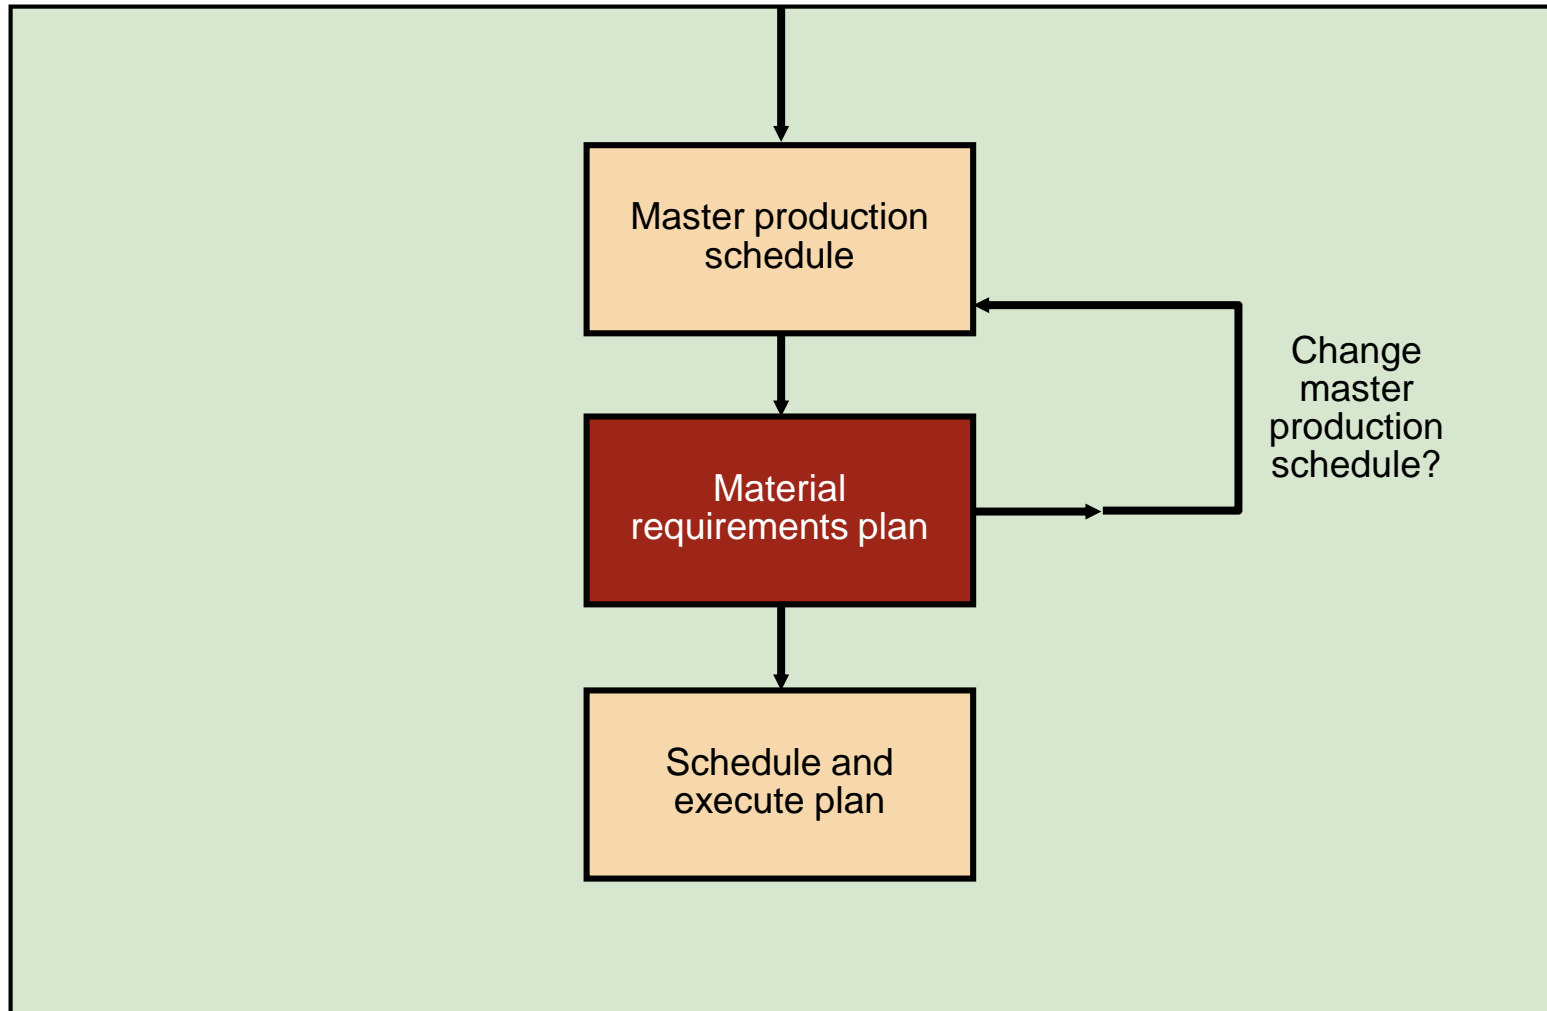 Master production
schedule
Change
master
production
schedule?
Material
requirements plan
Schedule and
execute plan